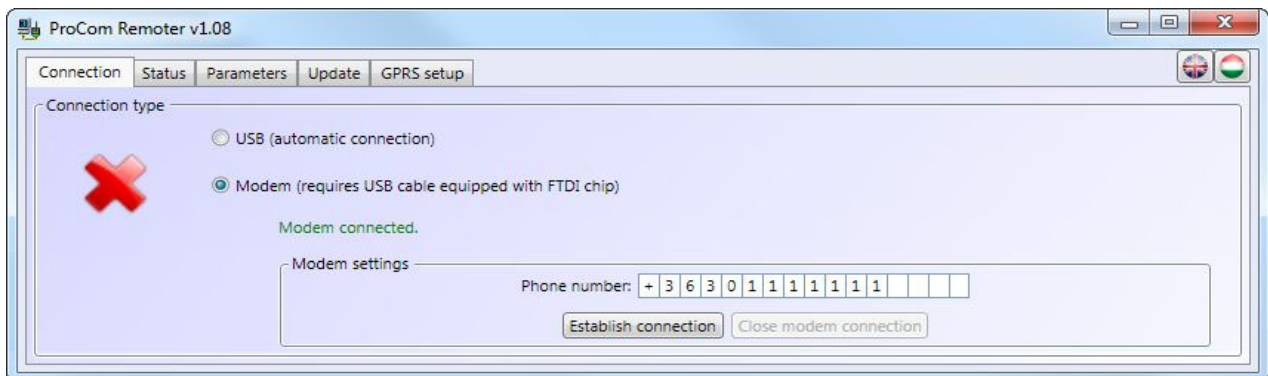 ProCom Remoter v1.08
Connection Status Parameters Update GPRS setup
Connection type
USB (automatic connection)
Modem (requires USB cable equipped with FTDI chip)
Modem connected.
Modem settings
Phone number: +36301111111
Establish connection Close modem connection